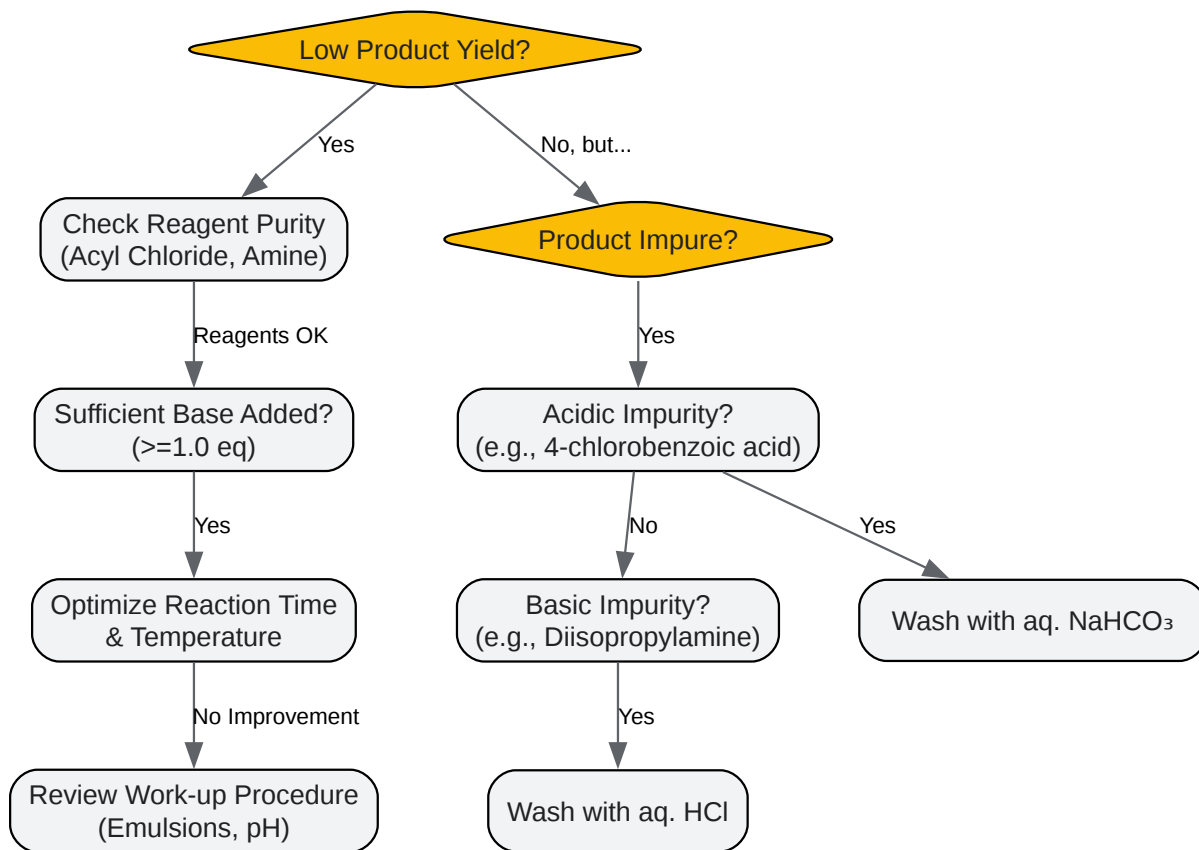 Low Product Yield?
Yes
No, but...
Check Reagent Purity
(Acyl Chloride, Amine)
Product Impure?
Reagents OK
Yes
Sufficient Base Added?
(>=1.0 eq)
Acidic Impurity?
(e.g., 4-chlorobenzoic acid)
Yes
No
Yes
Optimize Reaction Time
& Temperature
Basic Impurity?
(e.g., Diisopropylamine)
Wash with aq. NaHCO₃
No Improvement
Yes
Review Work-up Procedure
(Emulsions, pH)
Wash with aq. HCl